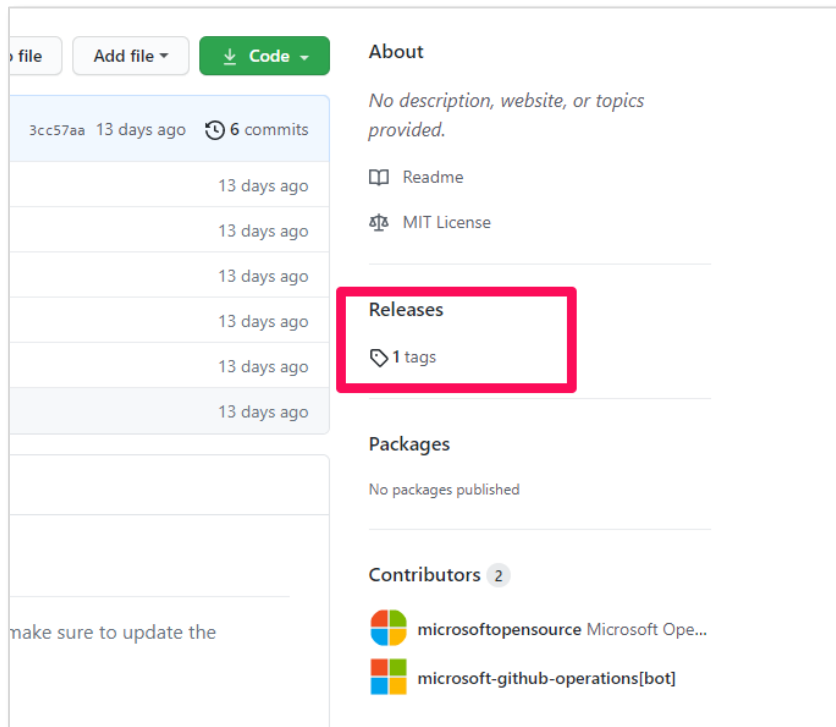 file
Add file
Code
3cc57aa 13 days ago 6 commits
13 days ago
13 days ago
13 days ago
13 days ago
13 days ago
13 days ago
make sure to update the
About
No description, website, or topics
provided.
Readme
MIT License
Releases
1 tags
Packages
No packages published
Contributors 2
microsoftopensource Microsoft Ope...
microsoft-github-operations[bot]